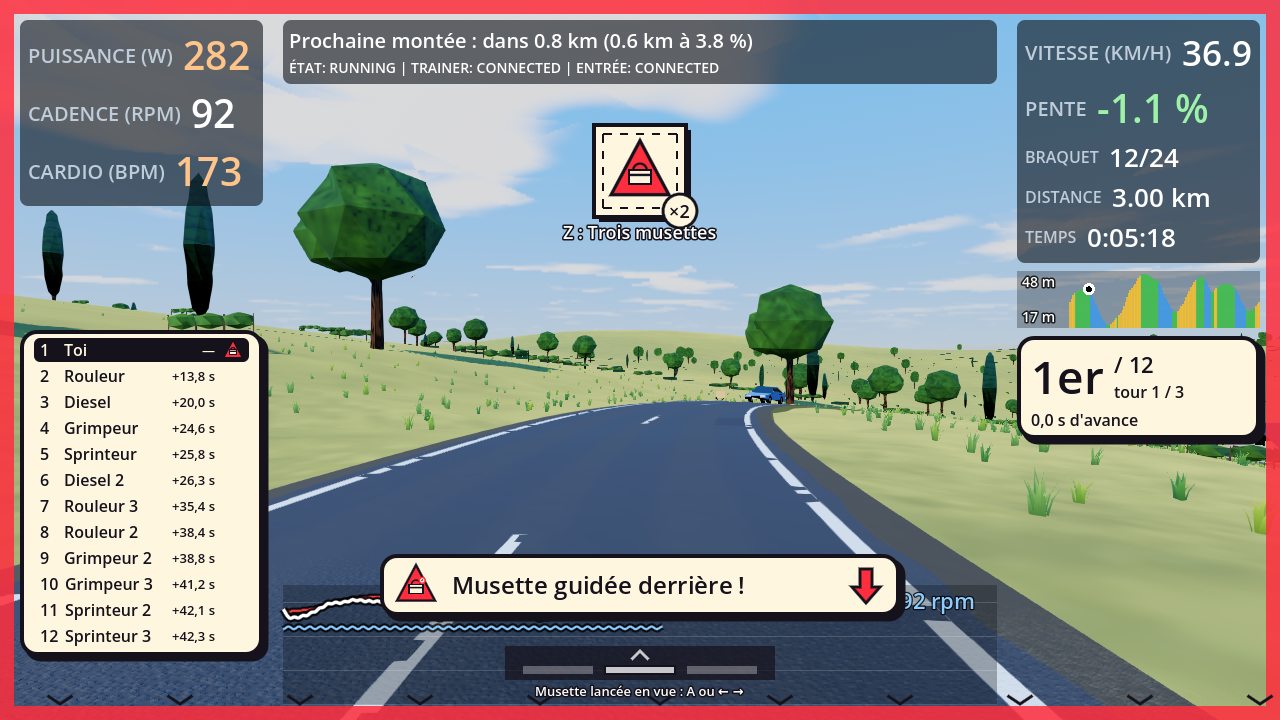 PUISSANCE (W) 282
CADENCE (RPM) 92
CARDIO (BPM) 173
Prochaine montée : dans 0.8 km (0.6 km à 3.8 %)
ÉTAT: RUNNING | TRAINER: CONNECTED | ENTRÉE: CONNECTED
VITESSE (KM/H) 36.9
PENTE -1.1 %
BRAQUET 12/24
DISTANCE 3.00 km
TEMPS 0:05:18
×2
Z : Trois musettes
48 m
17 m
1 Toi —
2 Rouleur +13,8 s
3 Diesel +20,0 s
4 Grimpeur +24,6 s
5 Sprinteur +25,8 s
6 Diesel 2 +26,3 s
7 Rouleur 3 +35,4 s
8 Rouleur 2 +38,4 s
9 Grimpeur 2 +38,8 s
10 Grimpeur 3 +41,2 s
11 Sprinteur 2 +42,1 s
12 Sprinteur 3 +42,3 s
1er / 12
tour 1 / 3
0,0 s d'avance
Musette guidée derrière !
92 rpm
Musette lancée en vue : A ou ← →